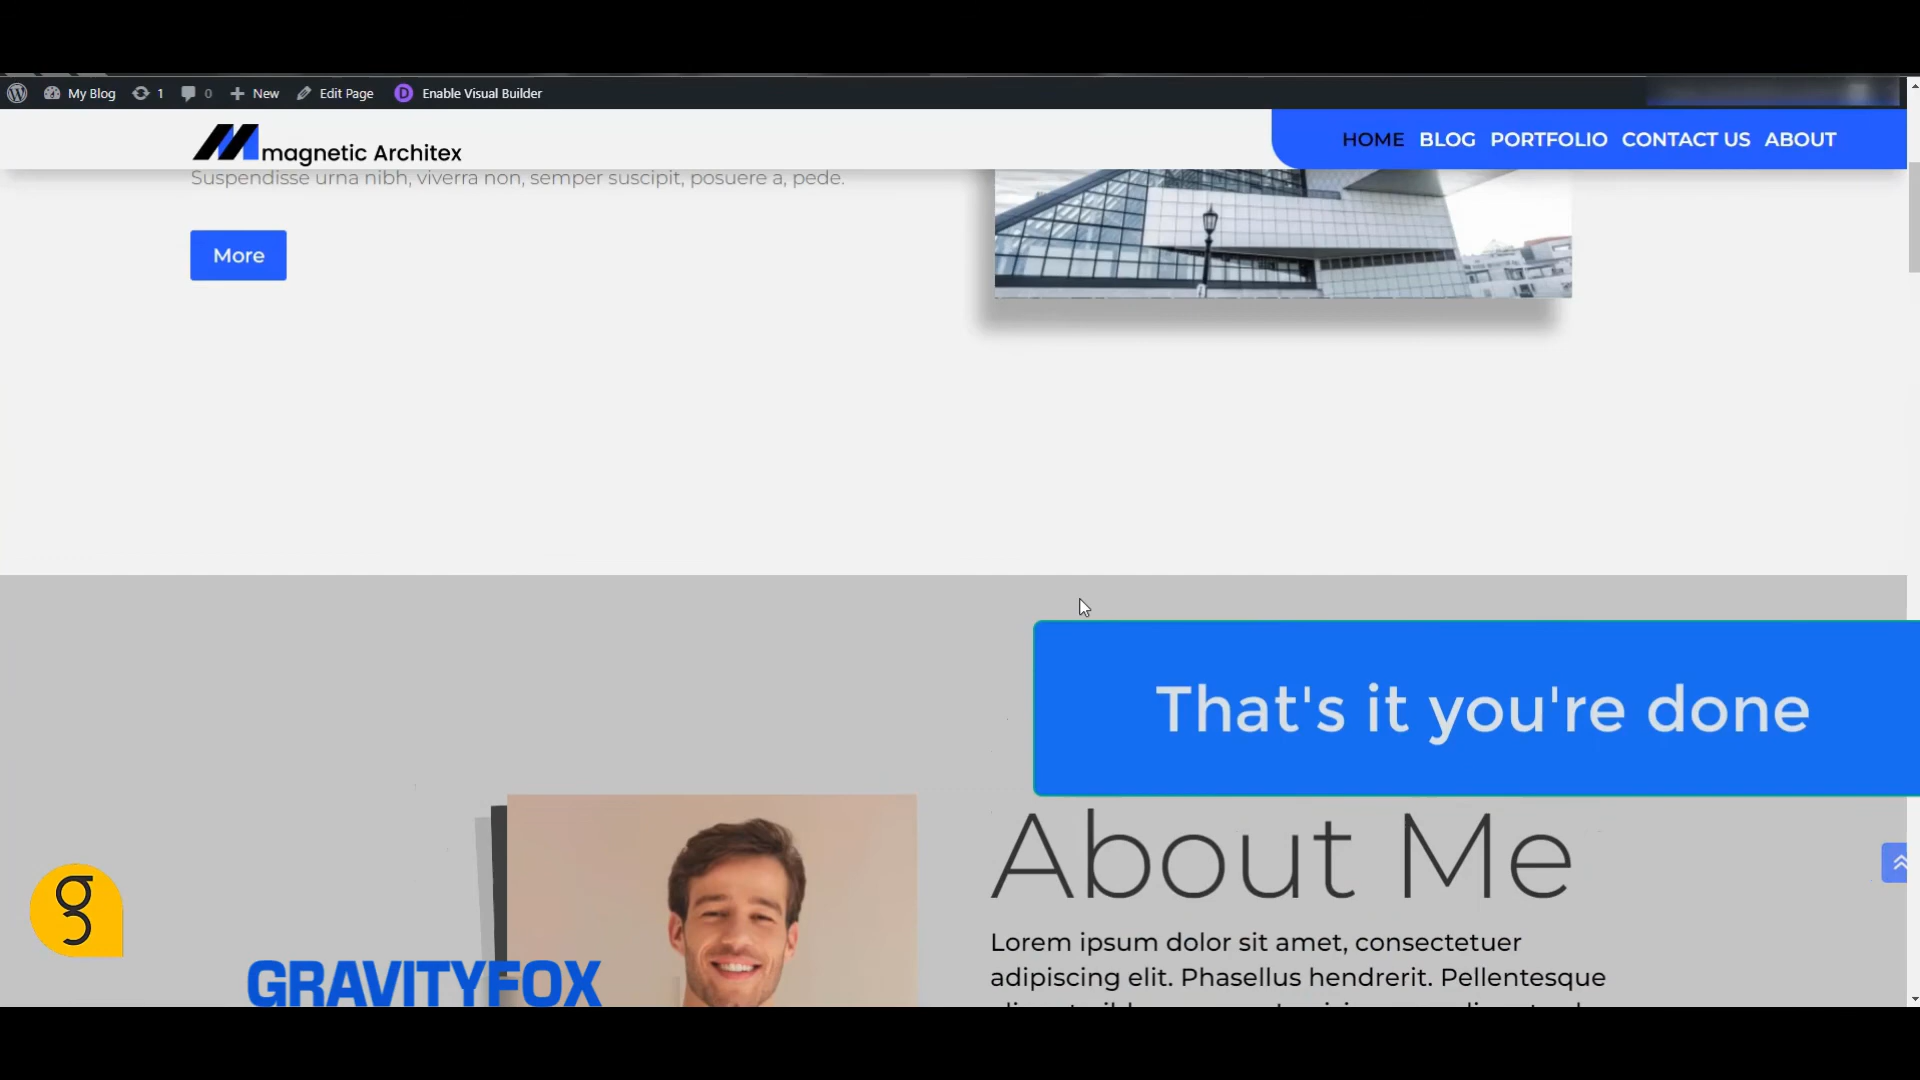 My Blog 1 0 New Edit Page Enable Visual Builder
magnetic Architex
HOME BLOG PORTFOLIO CONTACT US ABOUT
Suspendisse urna nibh, viverra non, semper suscipit, posuere a, pede.
More
That's it you're done
About Me
Lorem ipsum dolor sit amet, consectetuer
adipiscing elit. Phasellus hendrerit. Pellentesque
g
GRAVITYFOX